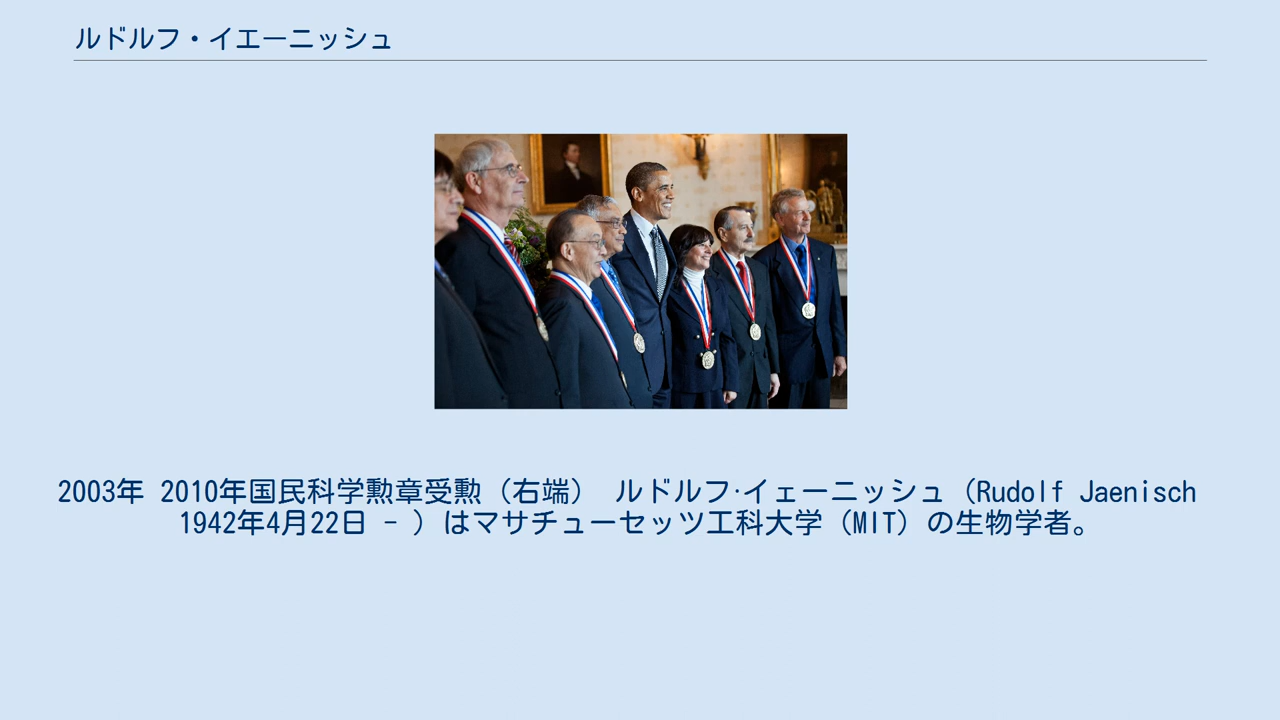 ルドルフ・イエーニッシュ
2003年 2010年国民科学勲章受勲（右端） ルドルフ·イェーニッシュ（Rudolf Jaenisch
1942年4月22日 - ）はマサチューセッツ工科大学（MIT）の生物学者。